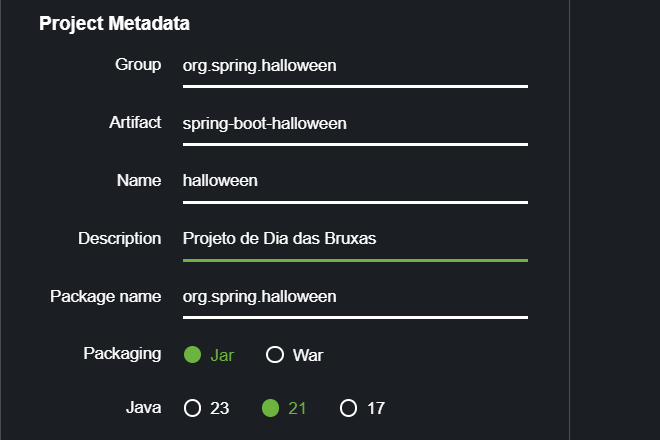 Project Metadata
Group org.spring.halloween
Artifact spring-boot-halloween
Name halloween
Description Projeto de Dia das Bruxas
Package name org.spring.halloween
Packaging Jar War
Java 23 21 17